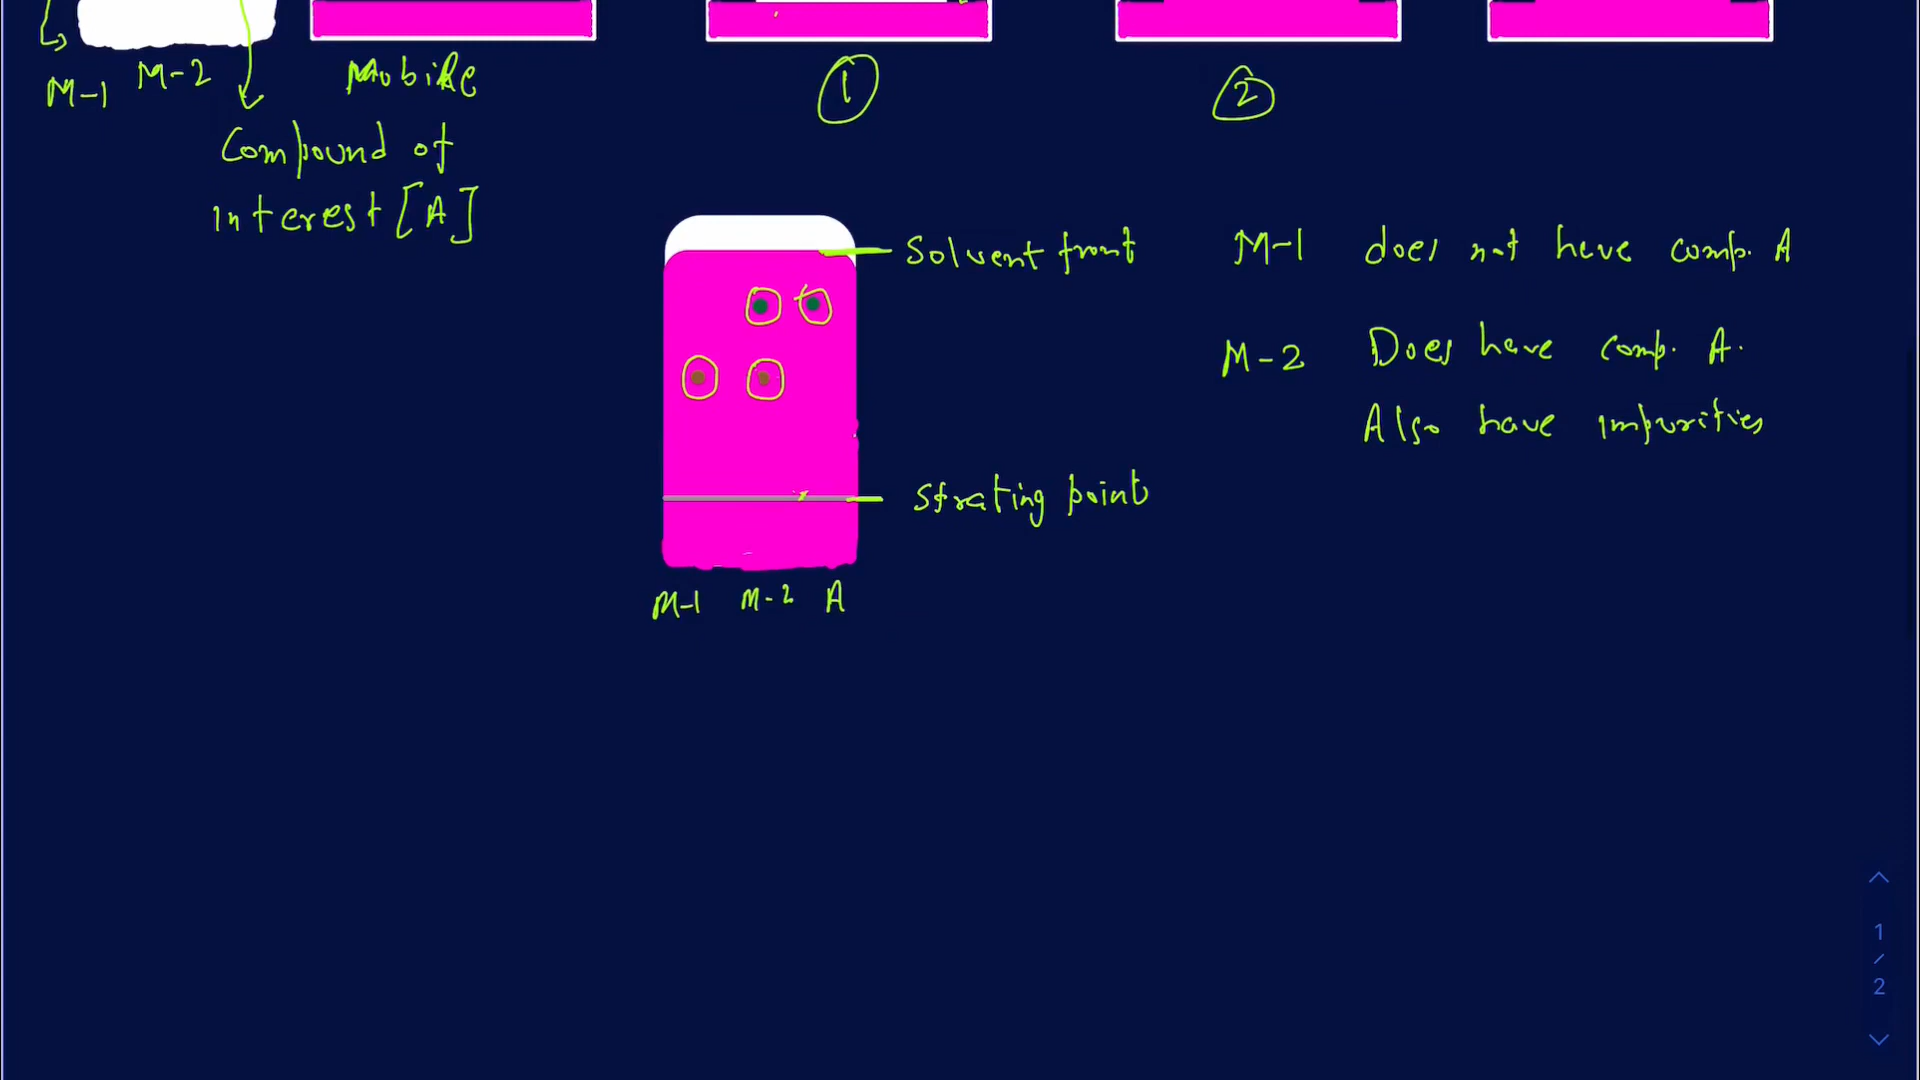 M-1 M-2 Mobile
① ②
Compound of
interest [A]
Solvent front
M-1 does not have comp. A
M-2 Does have comp. A.
Also have impurities
Strating point
M-1 M-2 A
1
/
2